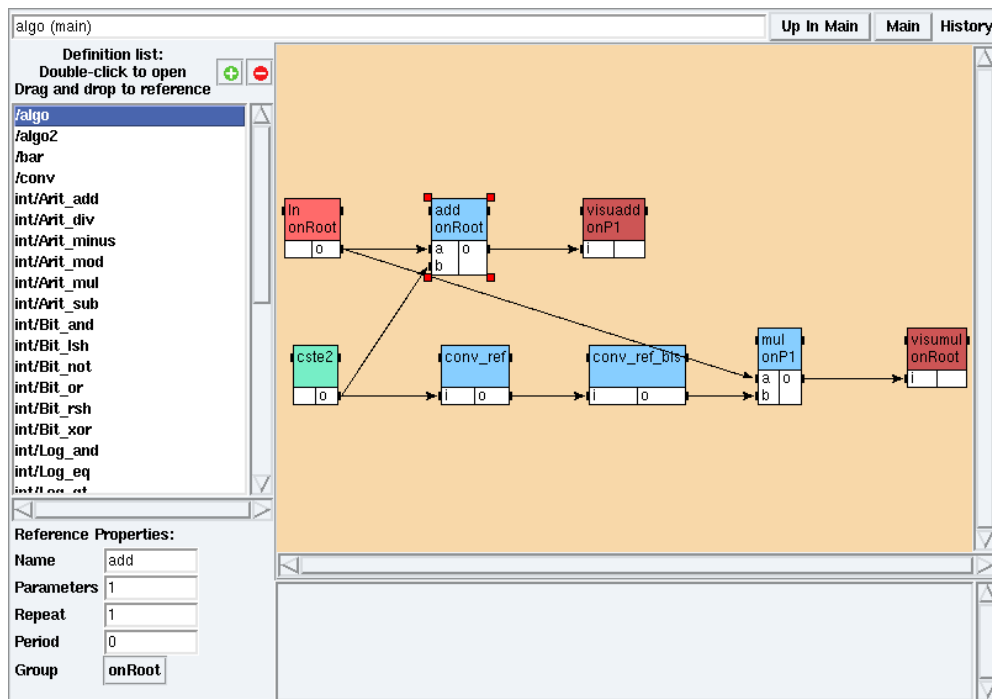 algo (main)
Up In Main
Main
History
Definition list:
Double-click to open
Drag and drop to reference
/algo
/algo2
/bar
/conv
int/Arit_add
int/Arit_div
int/Arit_minus
int/Arit_mod
int/Arit_mul
int/Arit_sub
int/Bit_and
int/Bit_lsh
int/Bit_not
int/Bit_or
int/Bit_rsh
int/Bit_xor
int/Log_and
int/Log_eq
int/Log_gt
Reference Properties:
Name add
Parameters 1
Repeat 1
Period 0
Group onRoot
In
onRoot
o
add
onRoot
a o
b
visuadd
onP1
i
cste2
o
conv_ref
i o
conv_ref_bis
i o
mul
onP1
a o
b
visumul
onRoot
i